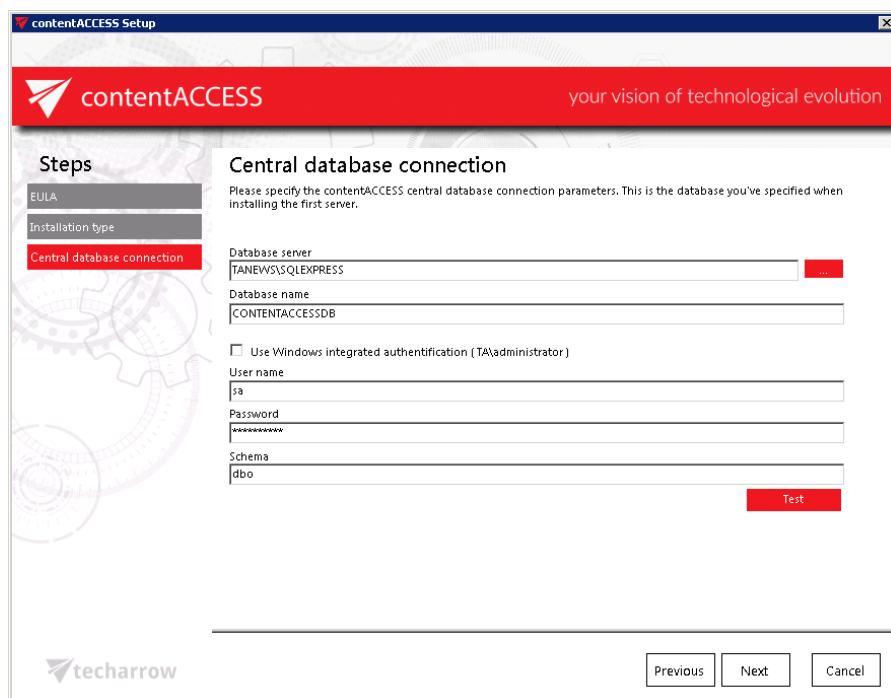 contentACCESS Setup
contentACCESS
your vision of technological evolution
Steps
EULA
Installation type
Central database connection
Central database connection
Please specify the contentACCESS central database connection parameters. This is the database you've specified when
installing the first server.
Database server
TANEWS\SQLEXPRESS
...
Database name
CONTENTACCESSDB
Use Windows integrated authentification ( TA\administrator )
User name
sa
Password
**********
Schema
dbo
Test
techarrow
Previous
Next
Cancel